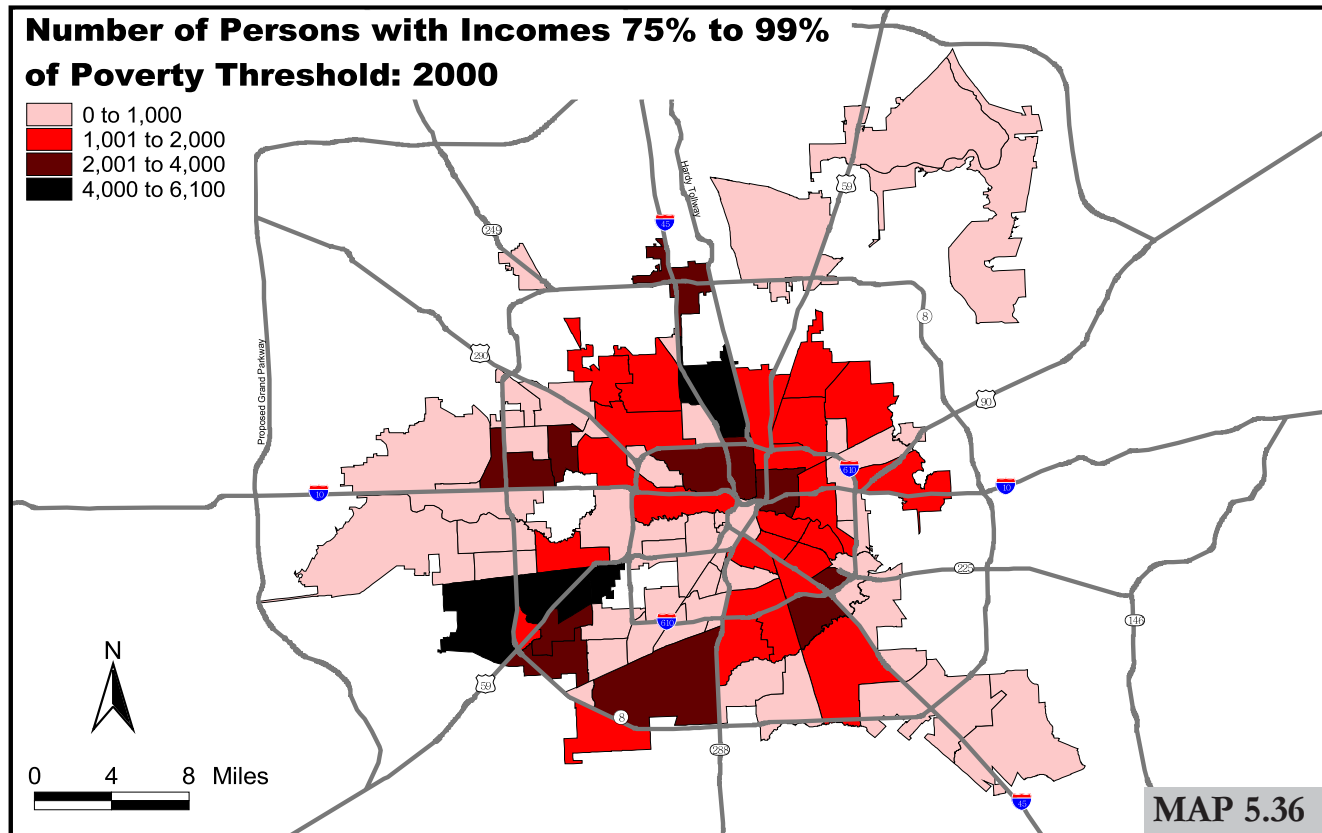 Number of Persons with Incomes 75% to 99%
of Poverty Threshold: 2000
0 to 1,000
1,001 to 2,000
2,001 to 4,000
4,000 to 6,100
Hardy Tollway
59
45
249
8
290
Proposed Grand Parkway
90
610
10
10
225
610
146
N
59
8
288
0 4 8 Miles
45
MAP 5.36